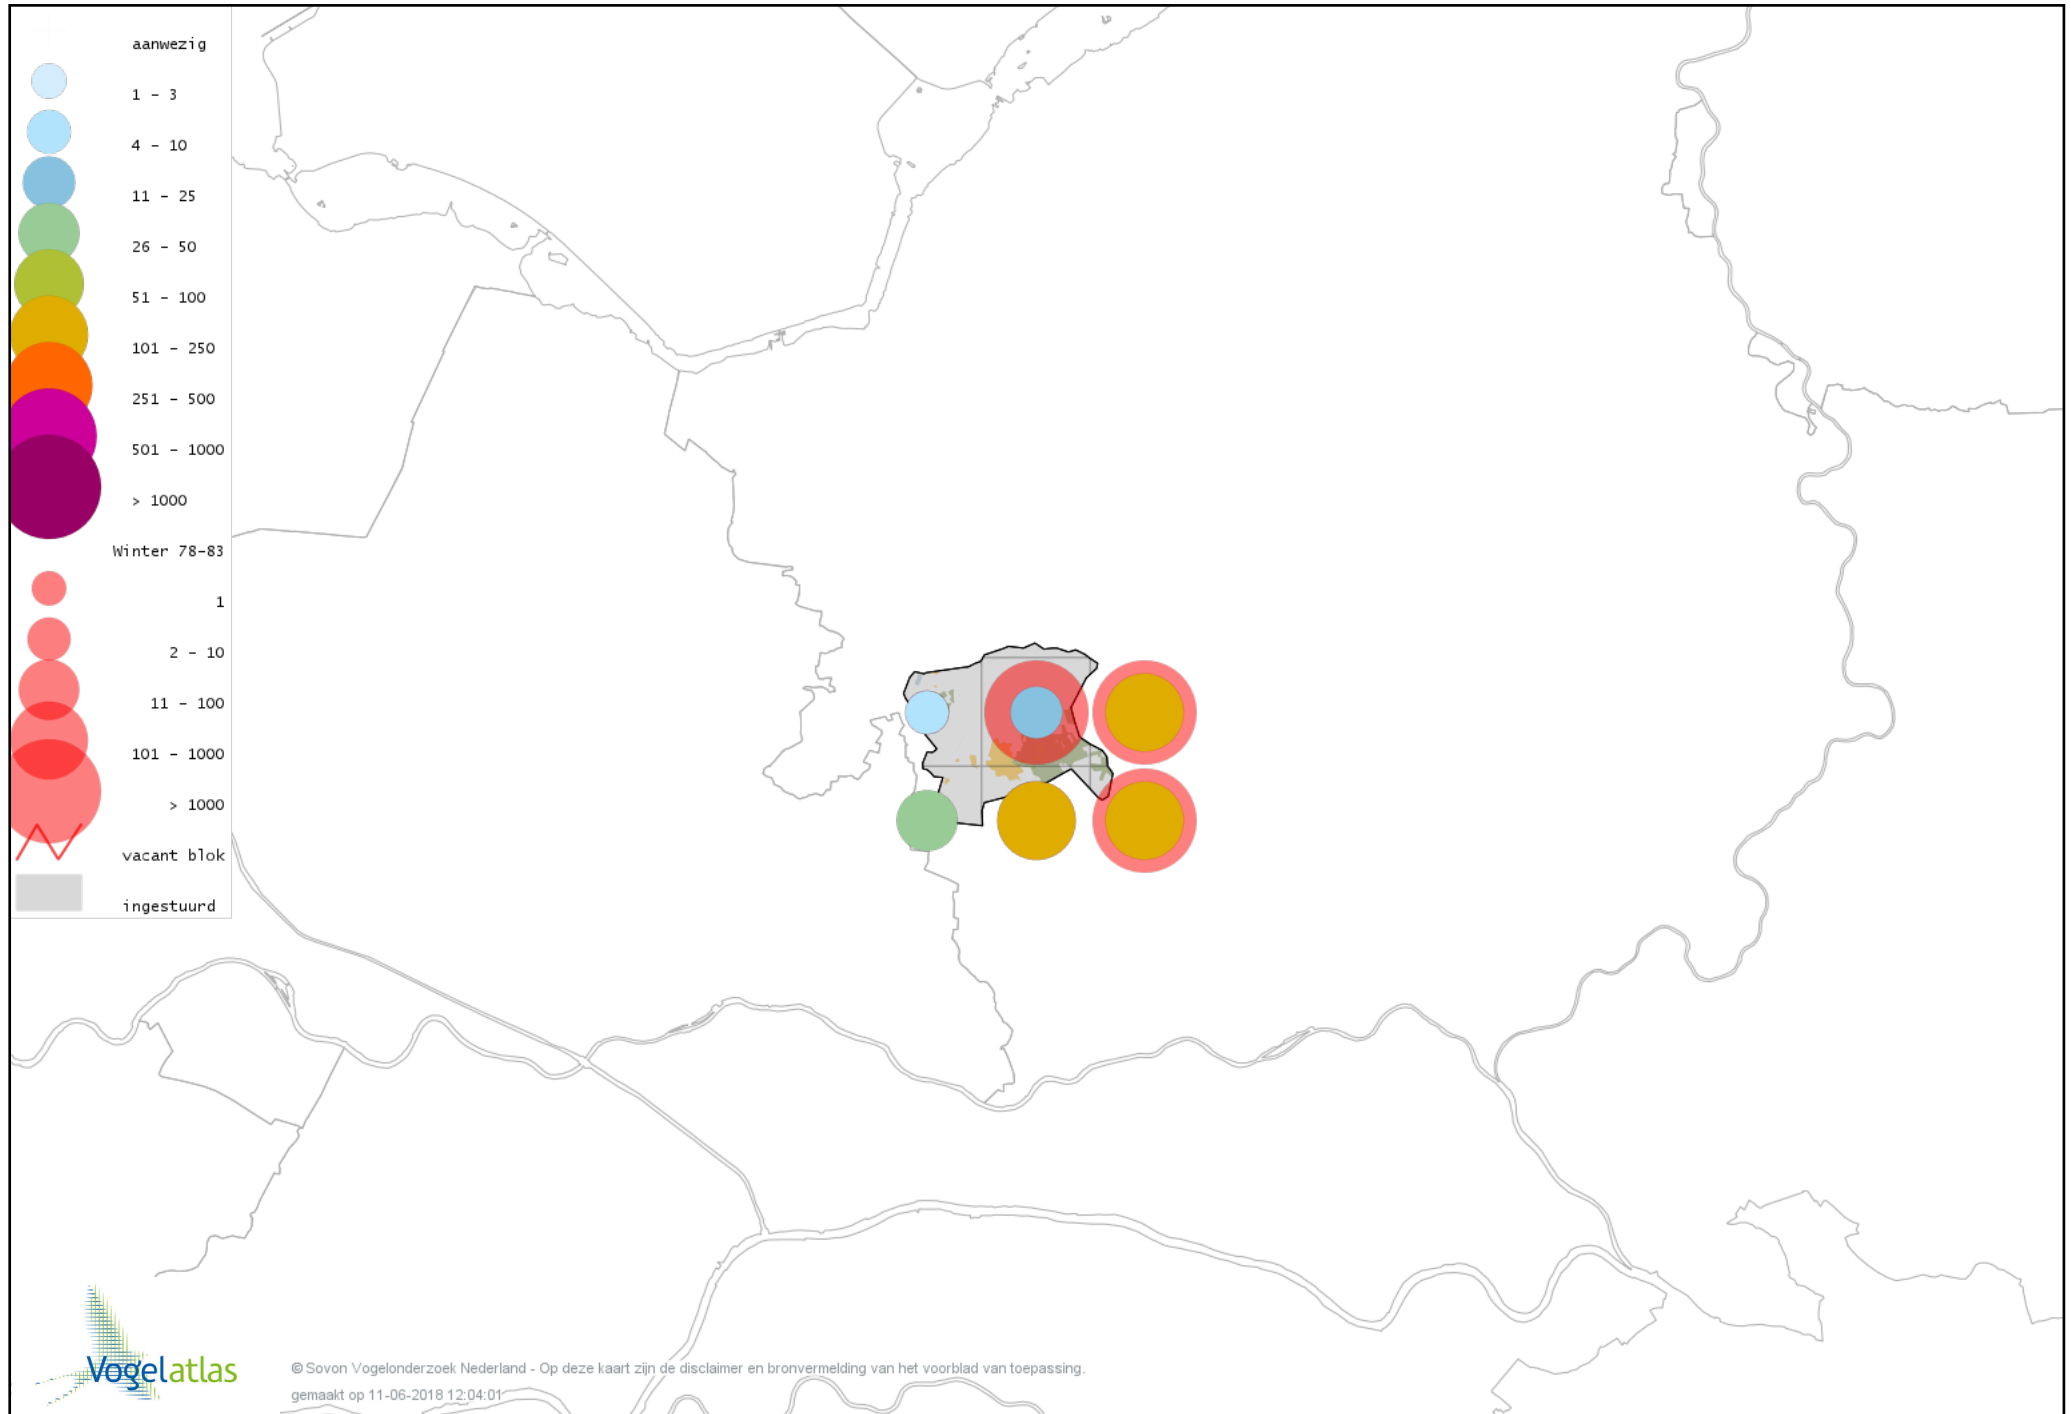 aanwezig
1 - 3
4 - 10
11 - 25
26 - 50
51 - 100
101 - 250
251 - 500
501 - 1000
> 1000
Winter 78-83
1
2 - 10
11 - 100
101 - 1000
> 1000
vacant blok
ingestuurd
Vogelatlas
© Sovon Vogelonderzoek Nederland - Op deze kaart zijn de disclaimer en bronvermelding van het voorblad van toepassing.
gemaakt op 11-06-2018 12:04:01